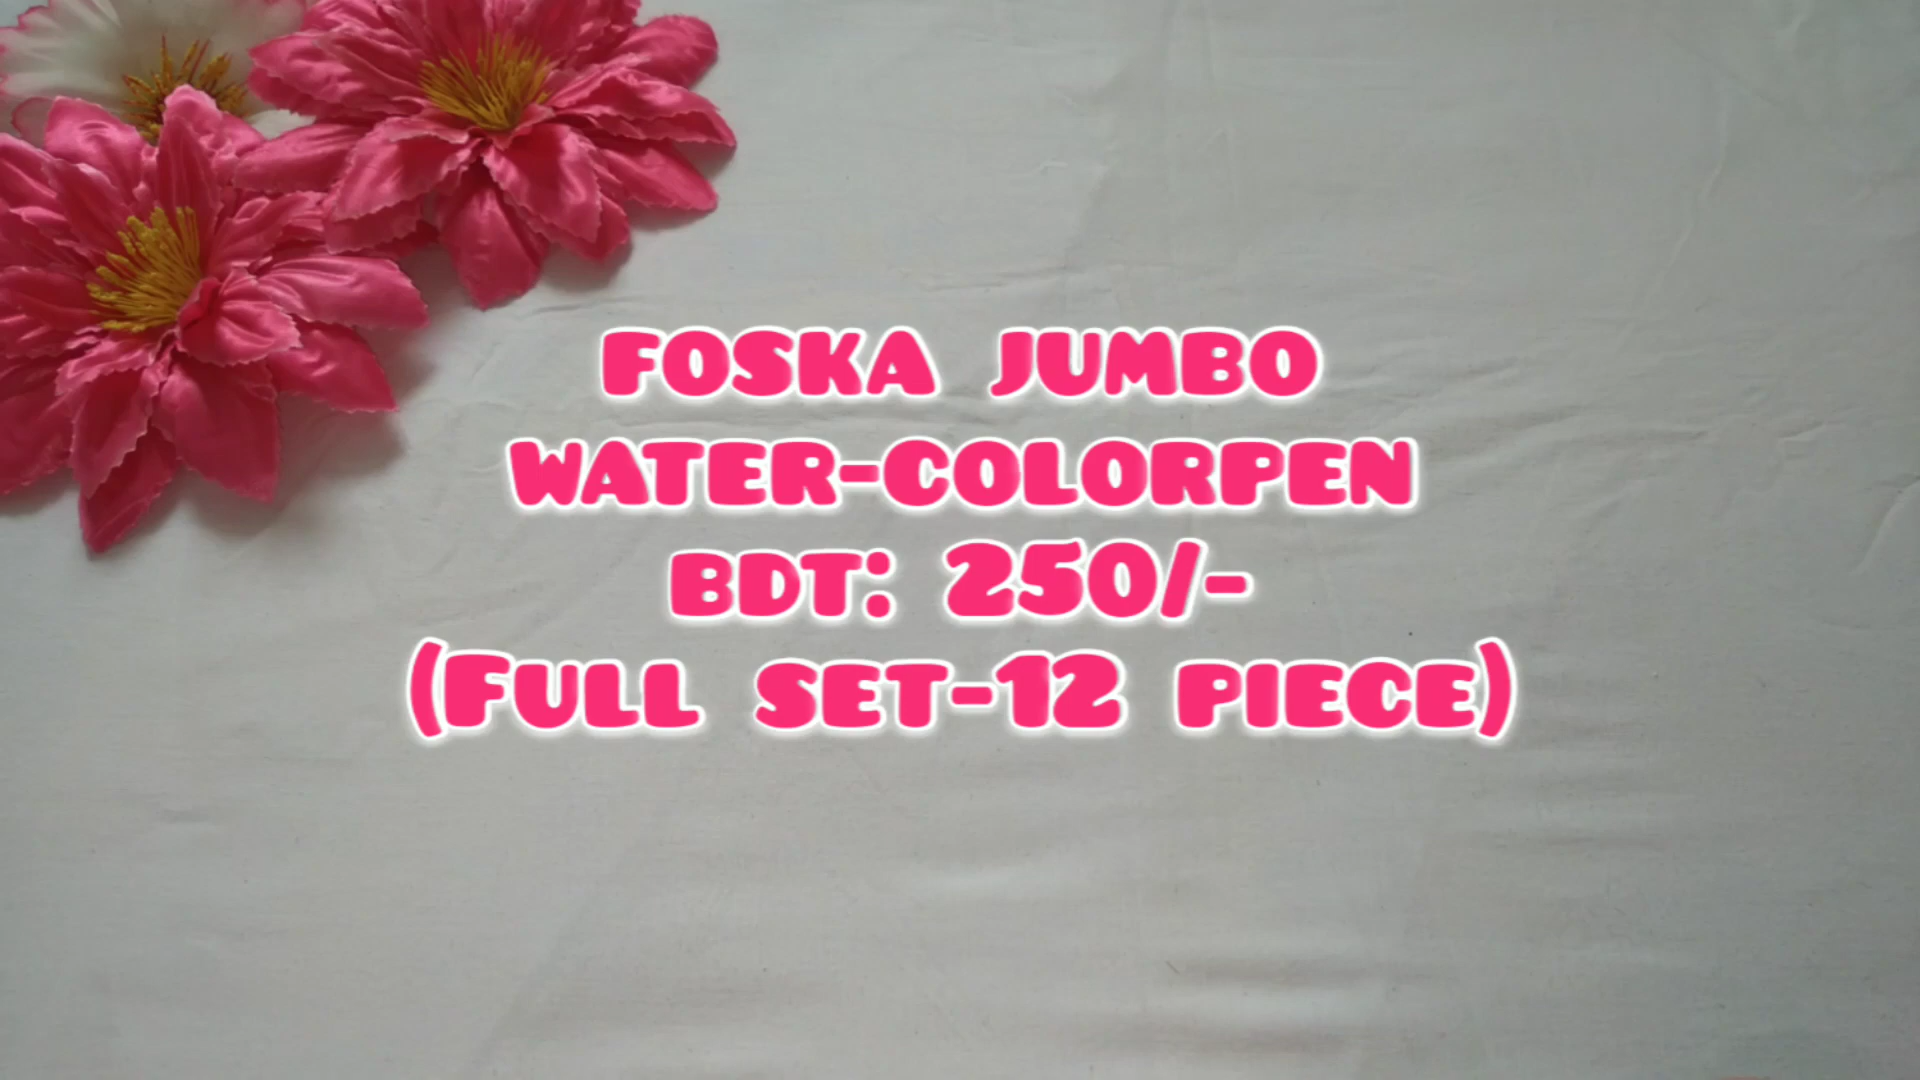 FOSKA JUMBO
WATER-COLORPEN
BDT: 250/-
(FULL SET-12 PIECE)